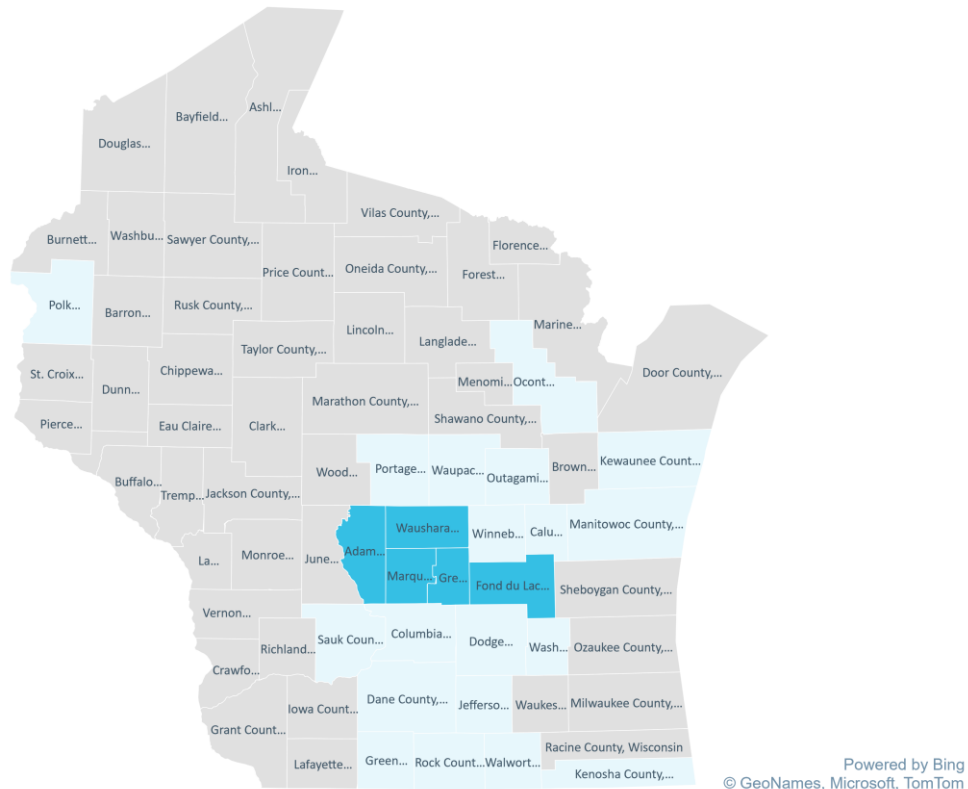 Ashl...
Bayfield...
Douglas...
Iron...
Vilas County,...
Burnett...
Washbu...
Sawyer County,...
Florence...
Price Count...
Oneida County,...
Forest...
Polk...
Barron...
Rusk County,...
Lincoln...
Marine...
Langlade...
Taylor County,...
St. Croix...
Chippewa...
Door County,...
Dunn...
Menomi...
Ocont...
Marathon County,...
Pierce...
Eau Claire...
Clark...
Shawano County,...
Kewaunee Count...
Wood...
Portage...
Waupac...
Brown...
Outagami...
Buffalo...
Tremp...
Jackson County,...
Waushara...
Winneb...
Calu...
Manitowoc County,...
La...
Monroe...
June...
Adam...
Marqu...
Gre...
Fond du Lac...
Sheboygan County,...
Vernon...
Sauk Coun...
Columbia...
Dodge...
Richland...
Wash...
Ozaukee County,...
Crawfo...
Dane County,...
Jefferso...
Waukes...
Milwaukee County,...
Iowa Count...
Grant Count...
Racine County, Wisconsin
Lafayette...
Green...
Rock Count...
Walwort...
Kenosha County,...
Powered by Bing
© GeoNames, Microsoft, TomTom